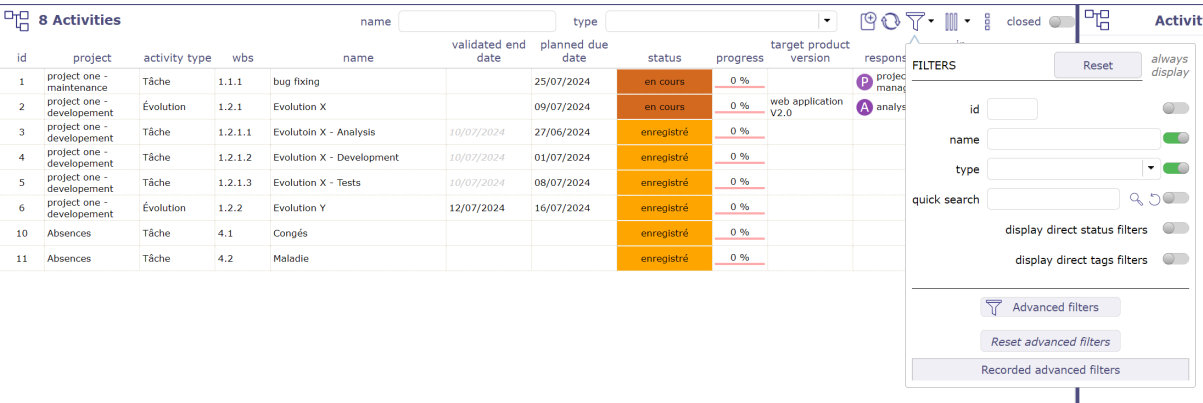 8 Activities name type closed Activit
id project activity type wbs name validated end date planned due date status progress target product version respons
1 project one - maintenance Tâche 1.1.1 bug fixing 25/07/2024 en cours 0 % P projec manag
2 project one - developement Évolution 1.2.1 Evolution X 09/07/2024 en cours 0 % web application V2.0 A analys
3 project one - developement Tâche 1.2.1.1 Evolutoin X - Analysis 10/07/2024 27/06/2024 enregistré 0 %
4 project one - developement Tâche 1.2.1.2 Evolution X - Development 10/07/2024 01/07/2024 enregistré 0 %
5 project one - developement Tâche 1.2.1.3 Evolution X - Tests 10/07/2024 08/07/2024 enregistré 0 %
6 project one - developement Évolution 1.2.2 Evolution Y 12/07/2024 16/07/2024 enregistré 0 %
10 Absences Tâche 4.1 Congés enregistré 0 %
11 Absences Tâche 4.2 Maladie enregistré 0 %
FILTERS Reset always display
id
name
type
quick search
display direct status filters
display direct tags filters
Advanced filters
Reset advanced filters
Recorded advanced filters